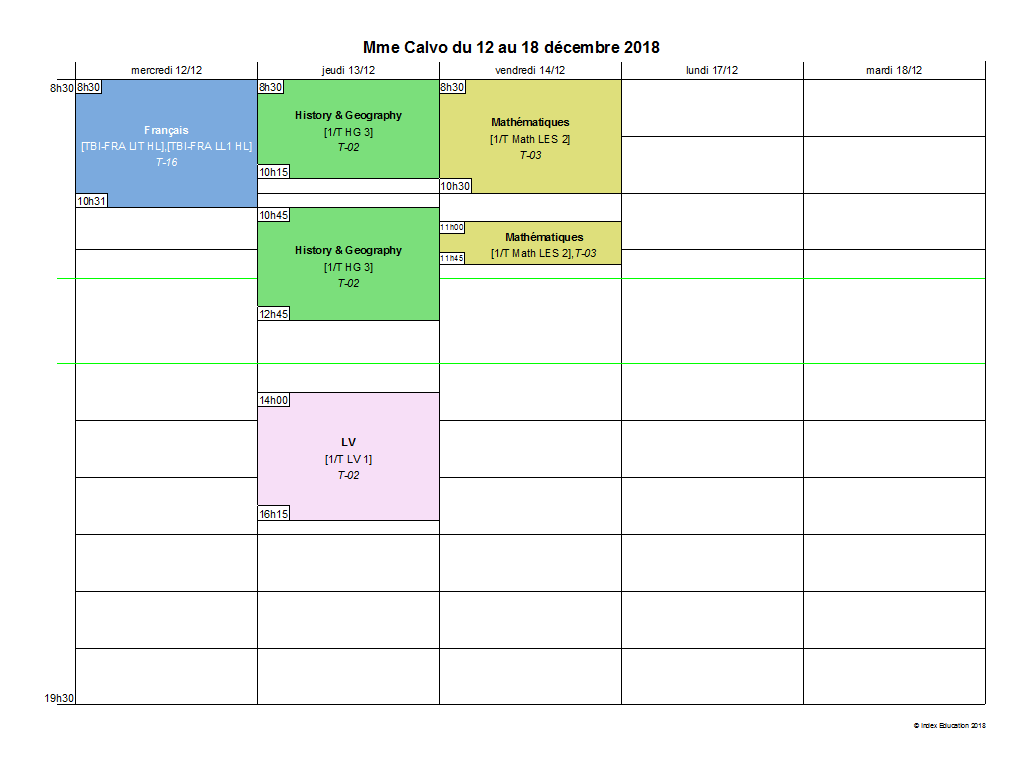 Mme Calvo du 12 au 18 décembre 2018
mercredi 12/12
jeudi 13/12
vendredi 14/12
lundi 17/12
mardi 18/12
8h30
8h30
Français
[TBI-FRA LIT HL],[TBI-FRA LL1 HL]
T-16
10h31
8h30
History & Geography
[1/T HG 3]
T-02
10h15
10h45
History & Geography
[1/T HG 3]
T-02
12h45
14h00
LV
[1/T LV 1]
T-02
16h15
8h30
Mathématiques
[1/T Math LES 2]
T-03
10h30
11h00
Mathématiques
[1/T Math LES 2],T-03
11h45
19h30
© Index Education 2018